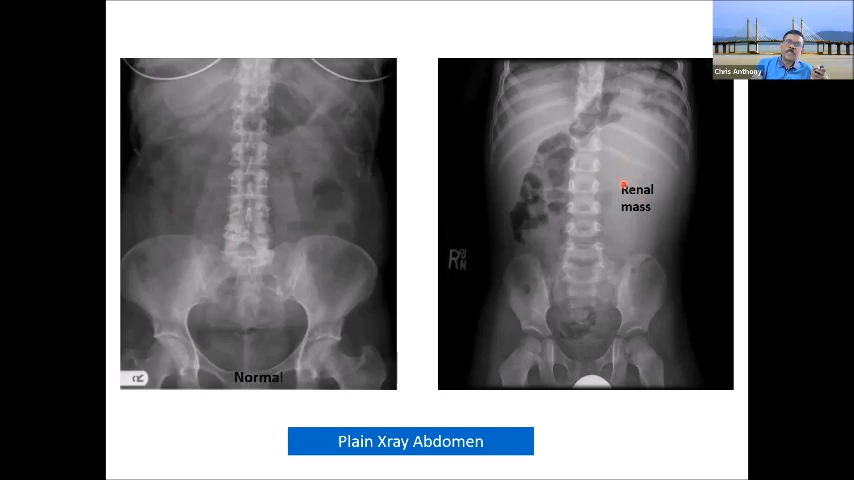 Chris Anthony
Renal
mass
R
Normal
Plain Xray Abdomen